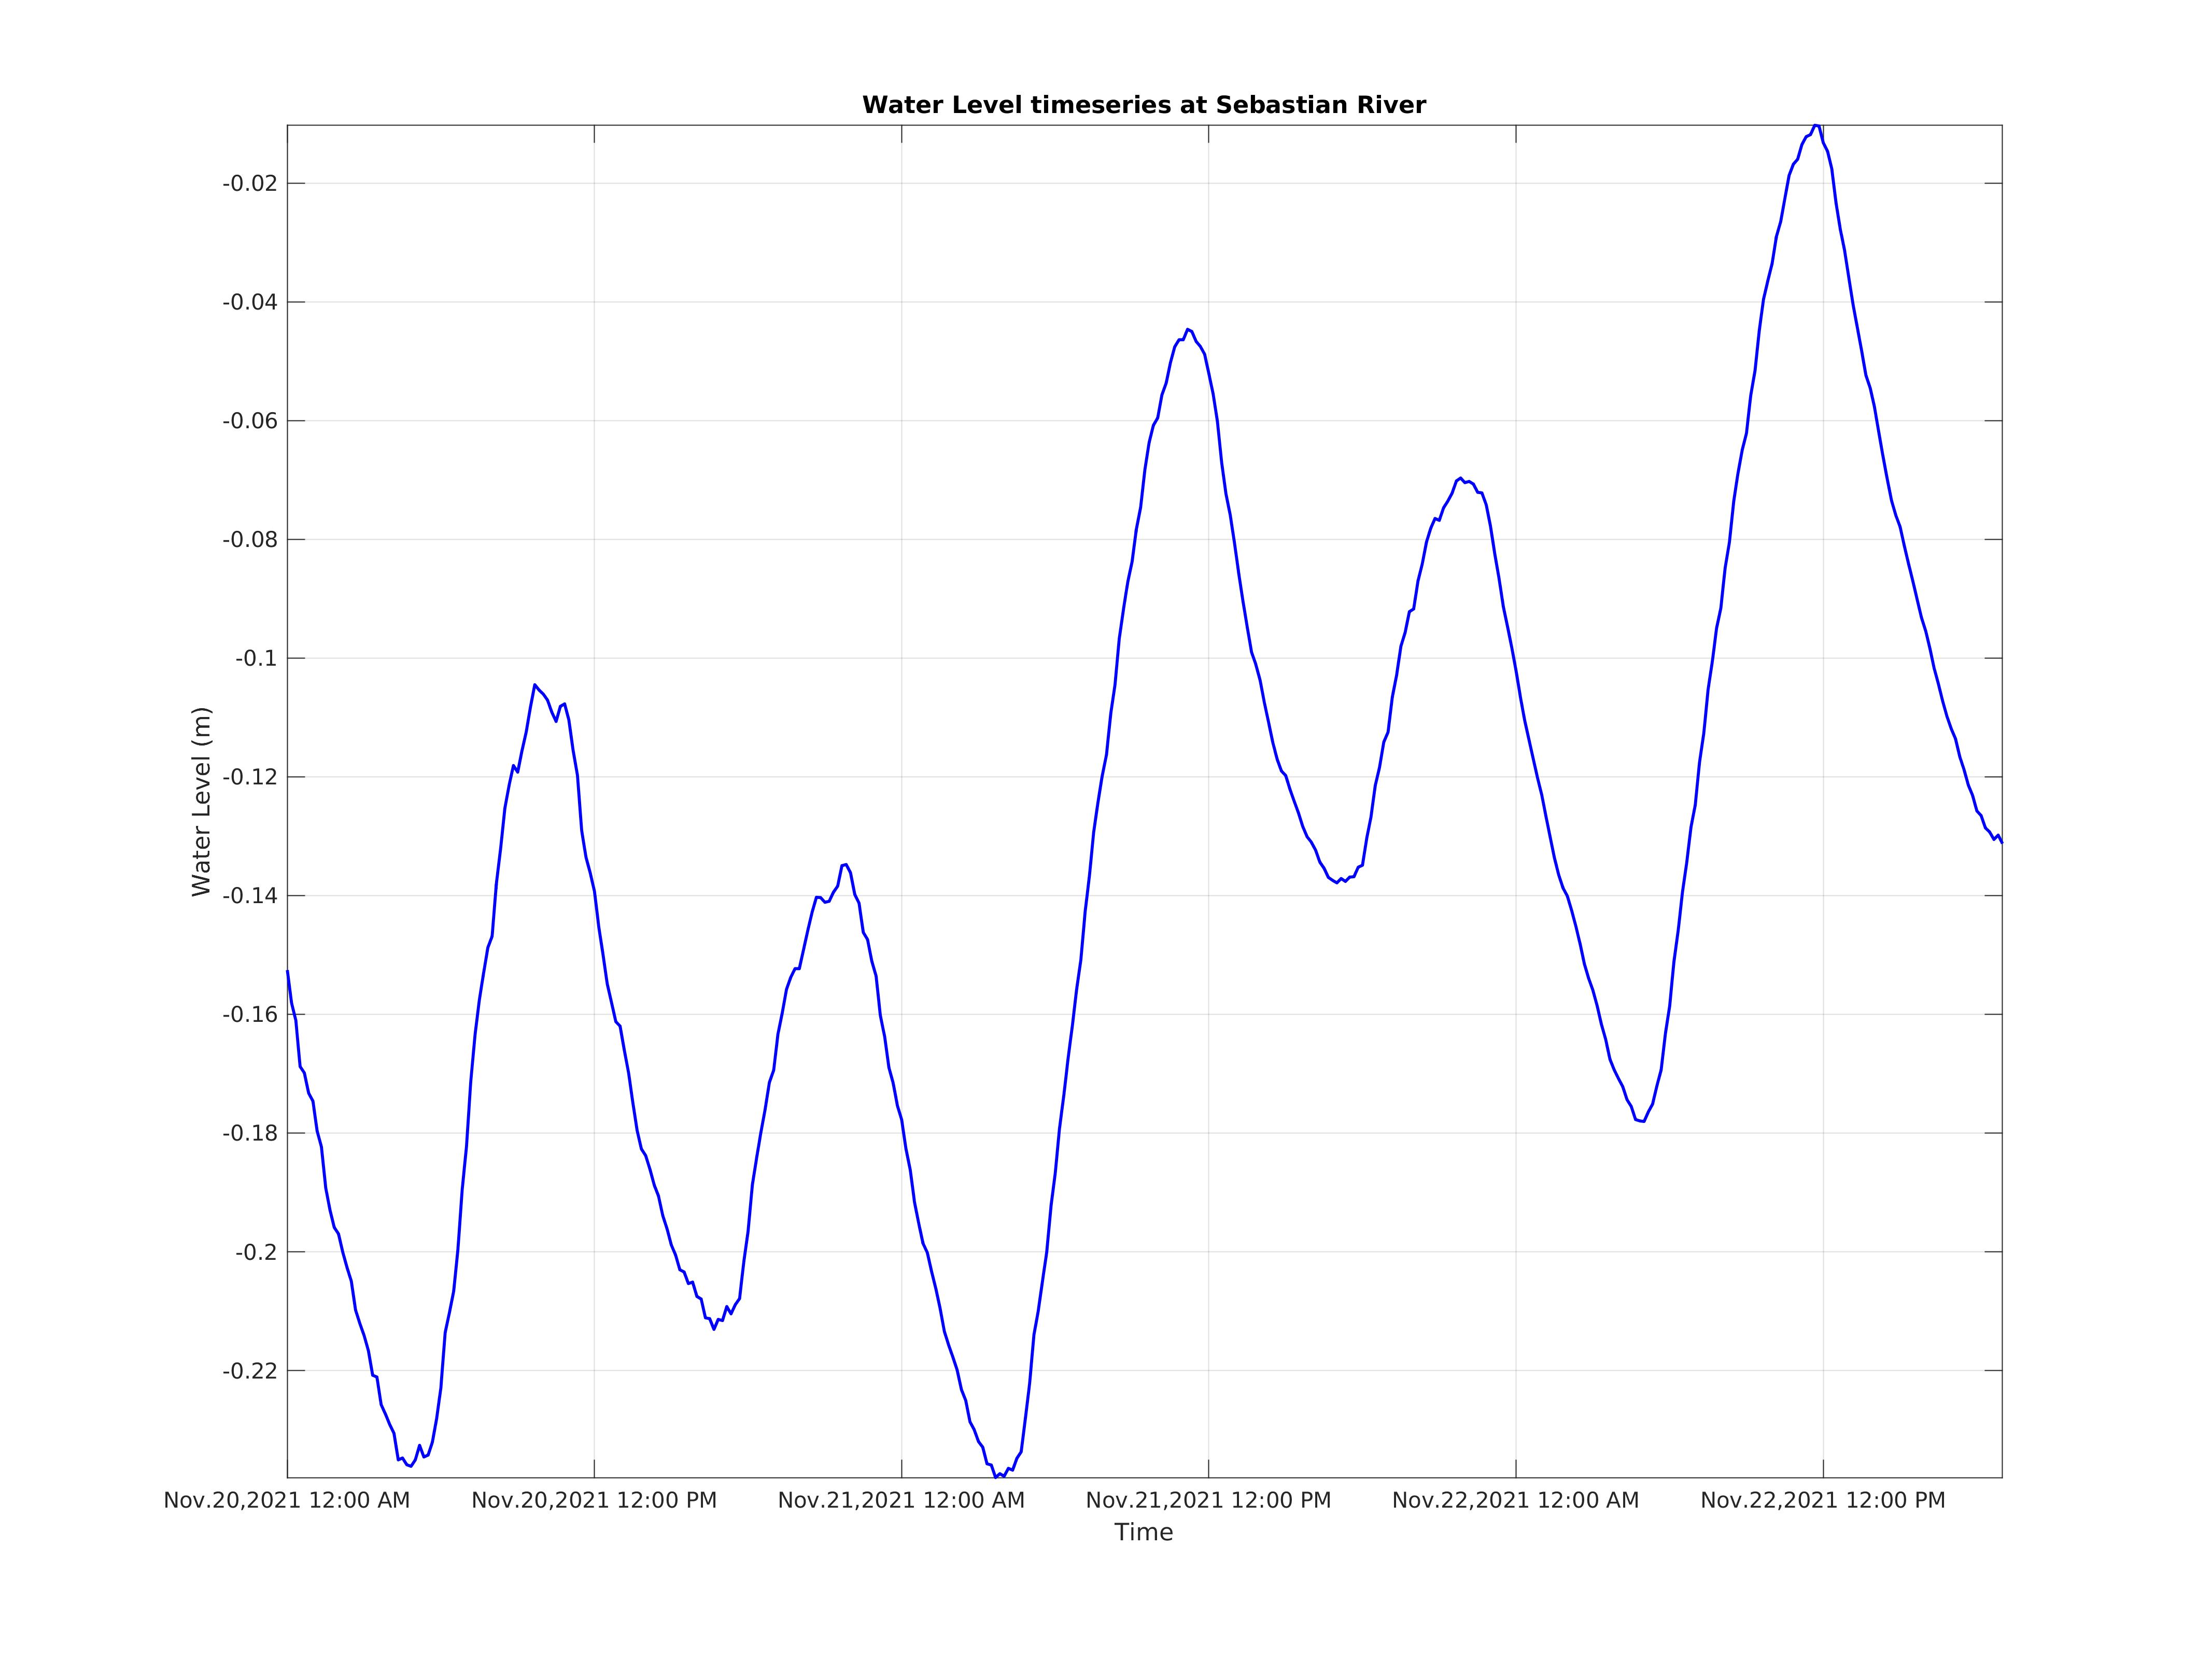 Water Level timeseries at Sebastian River
-0.02
-0.04
-0.06
-0.08
-0.1
-0.12
-0.14
-0.16
-0.18
-0.2
-0.22
Water Level (m)
Nov.20,2021 12:00 AM Nov.20,2021 12:00 PM Nov.21,2021 12:00 AM Nov.21,2021 12:00 PM Nov.22,2021 12:00 AM Nov.22,2021 12:00 PM
Time